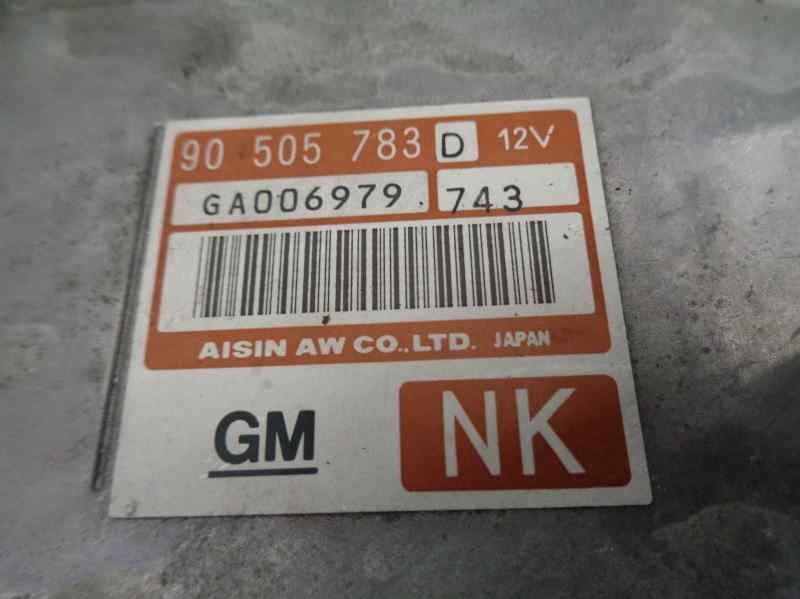 90 505 783 D 12V
GA006979. 743
AISIN AW CO.,LTD. JAPAN
GM NK